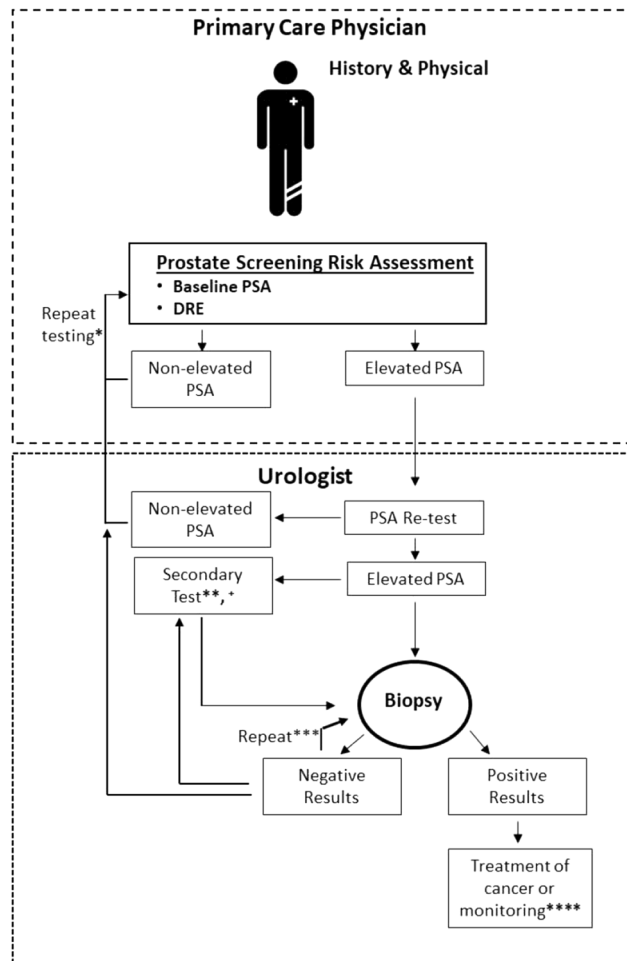 Primary Care Physician
History & Physical
Prostate Screening Risk Assessment
• Baseline PSA
• DRE
Repeat
testing*
Non-elevated
PSA
Elevated PSA
Urologist
Non-elevated
PSA
PSA Re-test
Secondary
Test**, +
Elevated PSA
Biopsy
Repeat***
Negative
Results
Positive
Results
Treatment of
cancer or
monitoring****